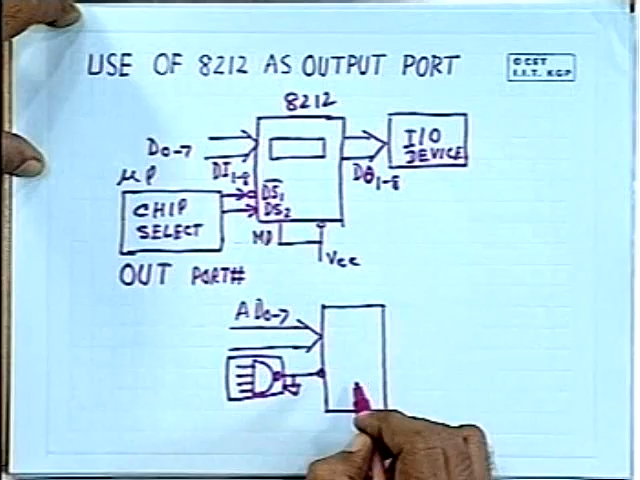 USE OF 8212 AS OUTPUT PORT
© CET
I.I.T. KGP
8212
D0-7
I/O
DEVICE
DI1-8
DO1-8
μP
DS1
CHIP
SELECT
DS2
MD
Vcc
OUT PORT#
AD0-7